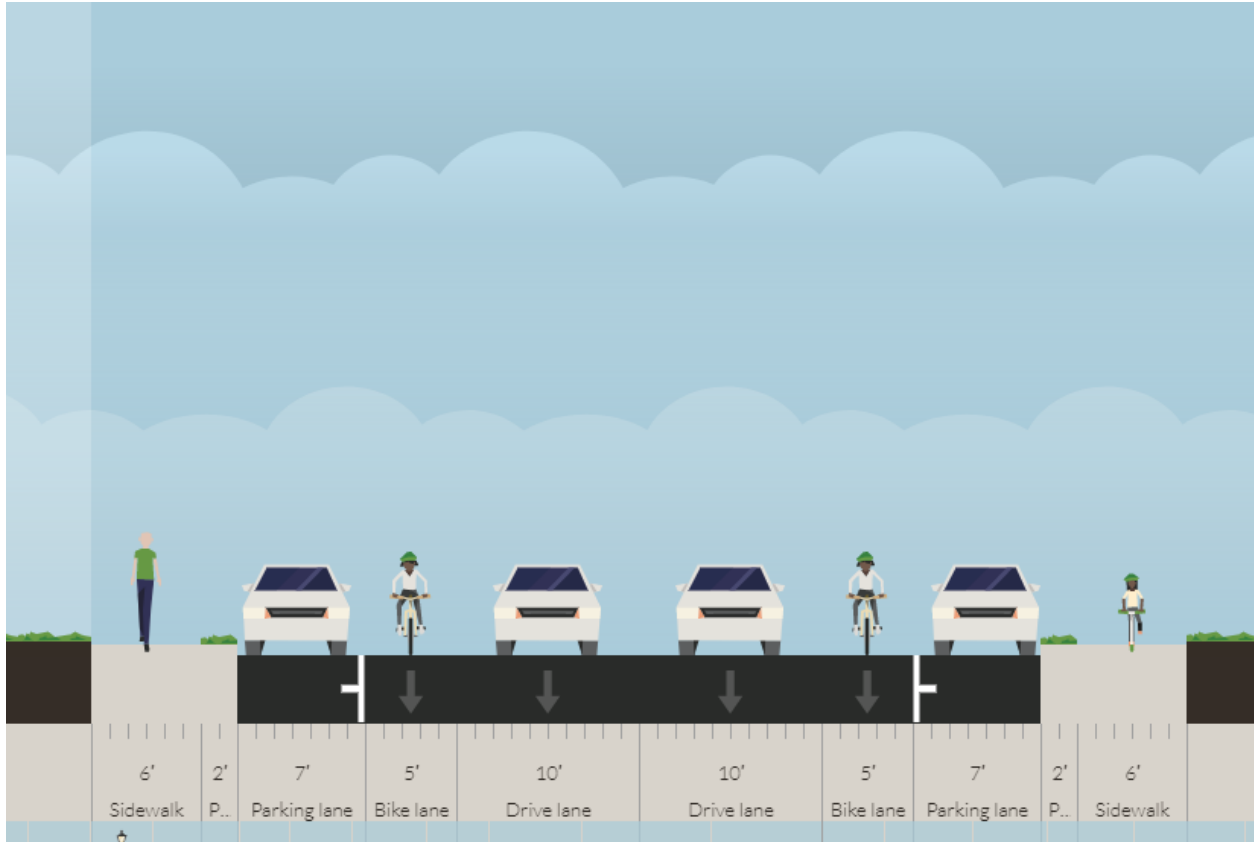 6′ 2′ 7′ 5′ 10′ 10′ 5′ 7′ 2′ 6′
Sidewalk P.. Parking lane Bike lane Drive lane Drive lane Bike lane Parking lane P.. Sidewalk